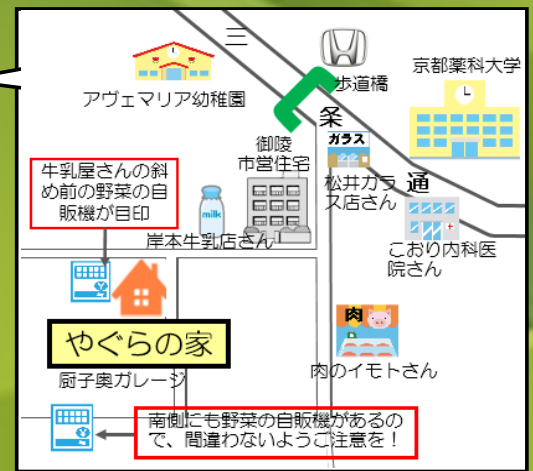 三
条
通
アヴェマリア幼稚園
歩道橋
京都薬科大学
御陵
市営住宅
ガラス
松井ガラ
ス店さん
牛乳屋さんの斜
め前の野菜の自
販機が目印
milk
岸本牛乳店さん
こおり内科医
院さん
やぐらの家
肉
肉のイモトさん
厨子奥ガレージ
南側にも野菜の自販機があるの
で、間違わないようご注意を！